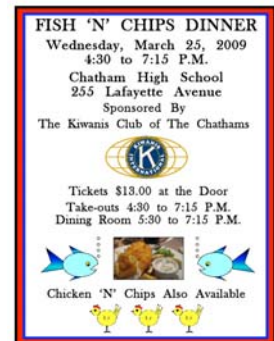 FISH 'N' CHIPS DINNER
Wednesday, March 25, 2009
4:30 to 7:15 P.M.
Chatham High School
255 Lafayette Avenue
Sponsored By
The Kiwanis Club of The Chathams
KIWANIS
K
INTERNATIONAL
Tickets $13.00 at the Door
Take-outs 4:30 to 7:15 P.M.
Dining Room 5:30 to 7:15 P.M.
Chicken 'N' Chips Also Available